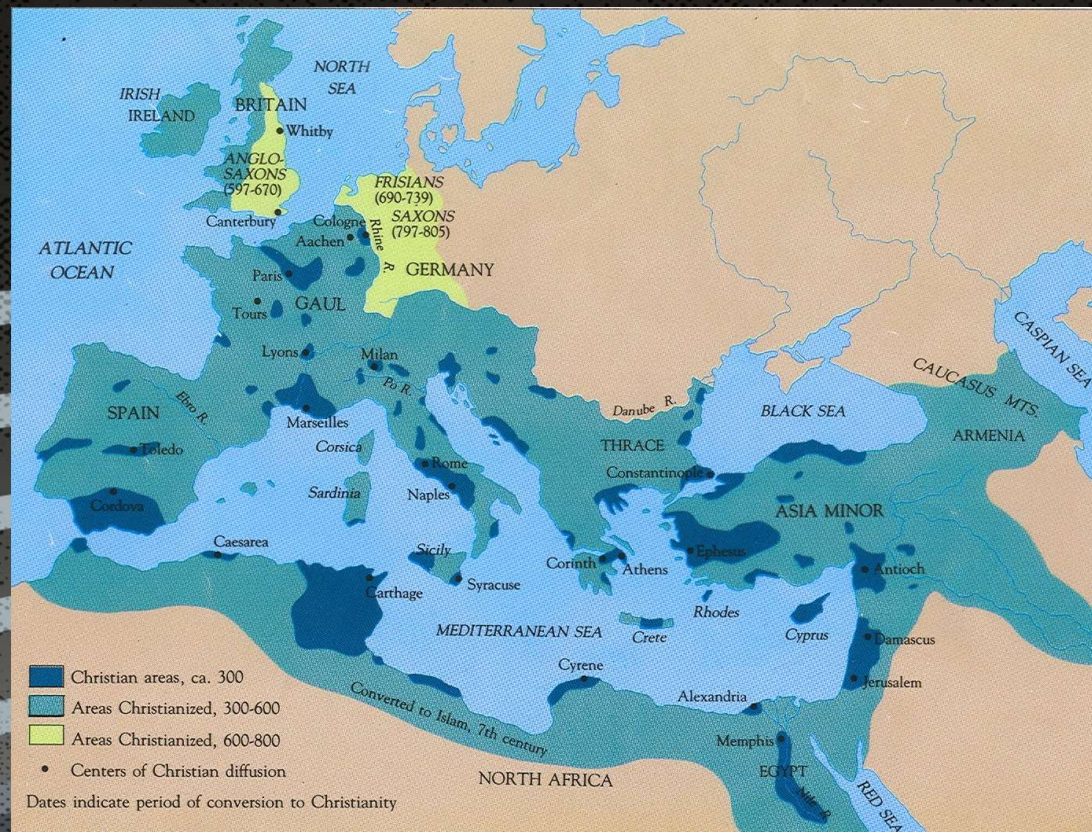 NORTH
SEA
IRISH
IRELAND
BRITAIN
Whitby
ANGLO-
SAXONS
(597-670)
FRISIANS
(690-739)
SAXONS
(797-805)
Canterbury
Cologne
Aachen
Rhine R.
GERMANY
ATLANTIC
OCEAN
Paris
GAUL
Tours
Lyons
Milan
Po R.
CASPIAN SEA
CAUCASUS MTS.
SPAIN
Ebro R.
Marseilles
Danube R.
BLACK SEA
Toledo
Corsica
THRACE
ARMENIA
Rome
Constantinople
Cordova
Sardinia
Naples
ASIA MINOR
Caesarea
Sicily
Ephesus
Corinth
Athens
Antioch
Carthage
Syracuse
Rhodes
MEDITERRANEAN SEA
Crete
Cyprus
Damascus
Cyrene
Jerusalem
Alexandria
Converted to Islam, 7th century
Memphis
EGYPT
Nile R.
NORTH AFRICA
RED SEA
Christian areas, ca. 300
Areas Christianized, 300-600
Areas Christianized, 600-800
Centers of Christian diffusion
Dates indicate period of conversion to Christianity